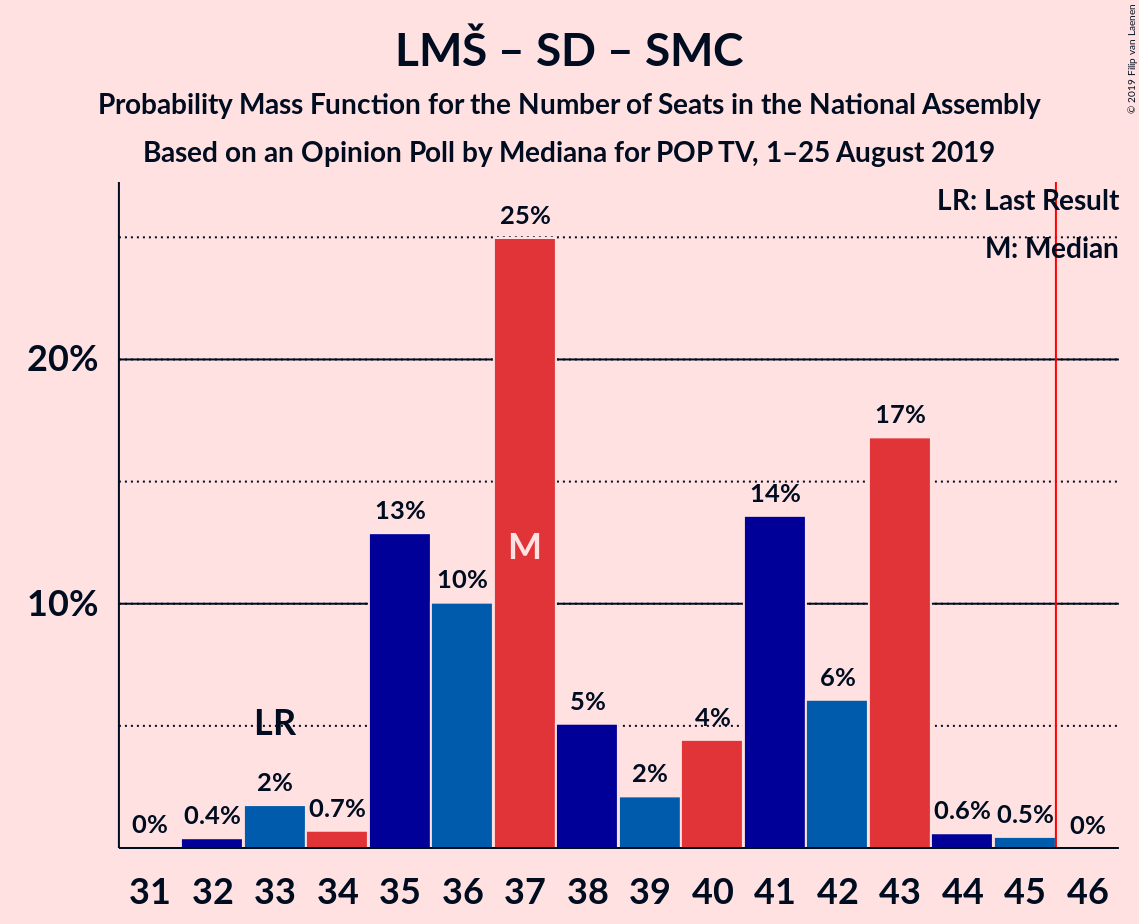 LMŠ – SD – SMC
Probability Mass Function for the Number of Seats in the National Assembly
Based on an Opinion Poll by Mediana for POP TV, 1–25 August 2019
© 2019 Filip van Laenen
LR: Last Result
M: Median
25%
20%
17%
14%
13%
M
10%
10%
6%
5%
LR
4%
2%
2%
0%
0.4%
0.7%
0.6%
0.5%
0%
31 32 33 34 35 36 37 38 39 40 41 42 43 44 45 46